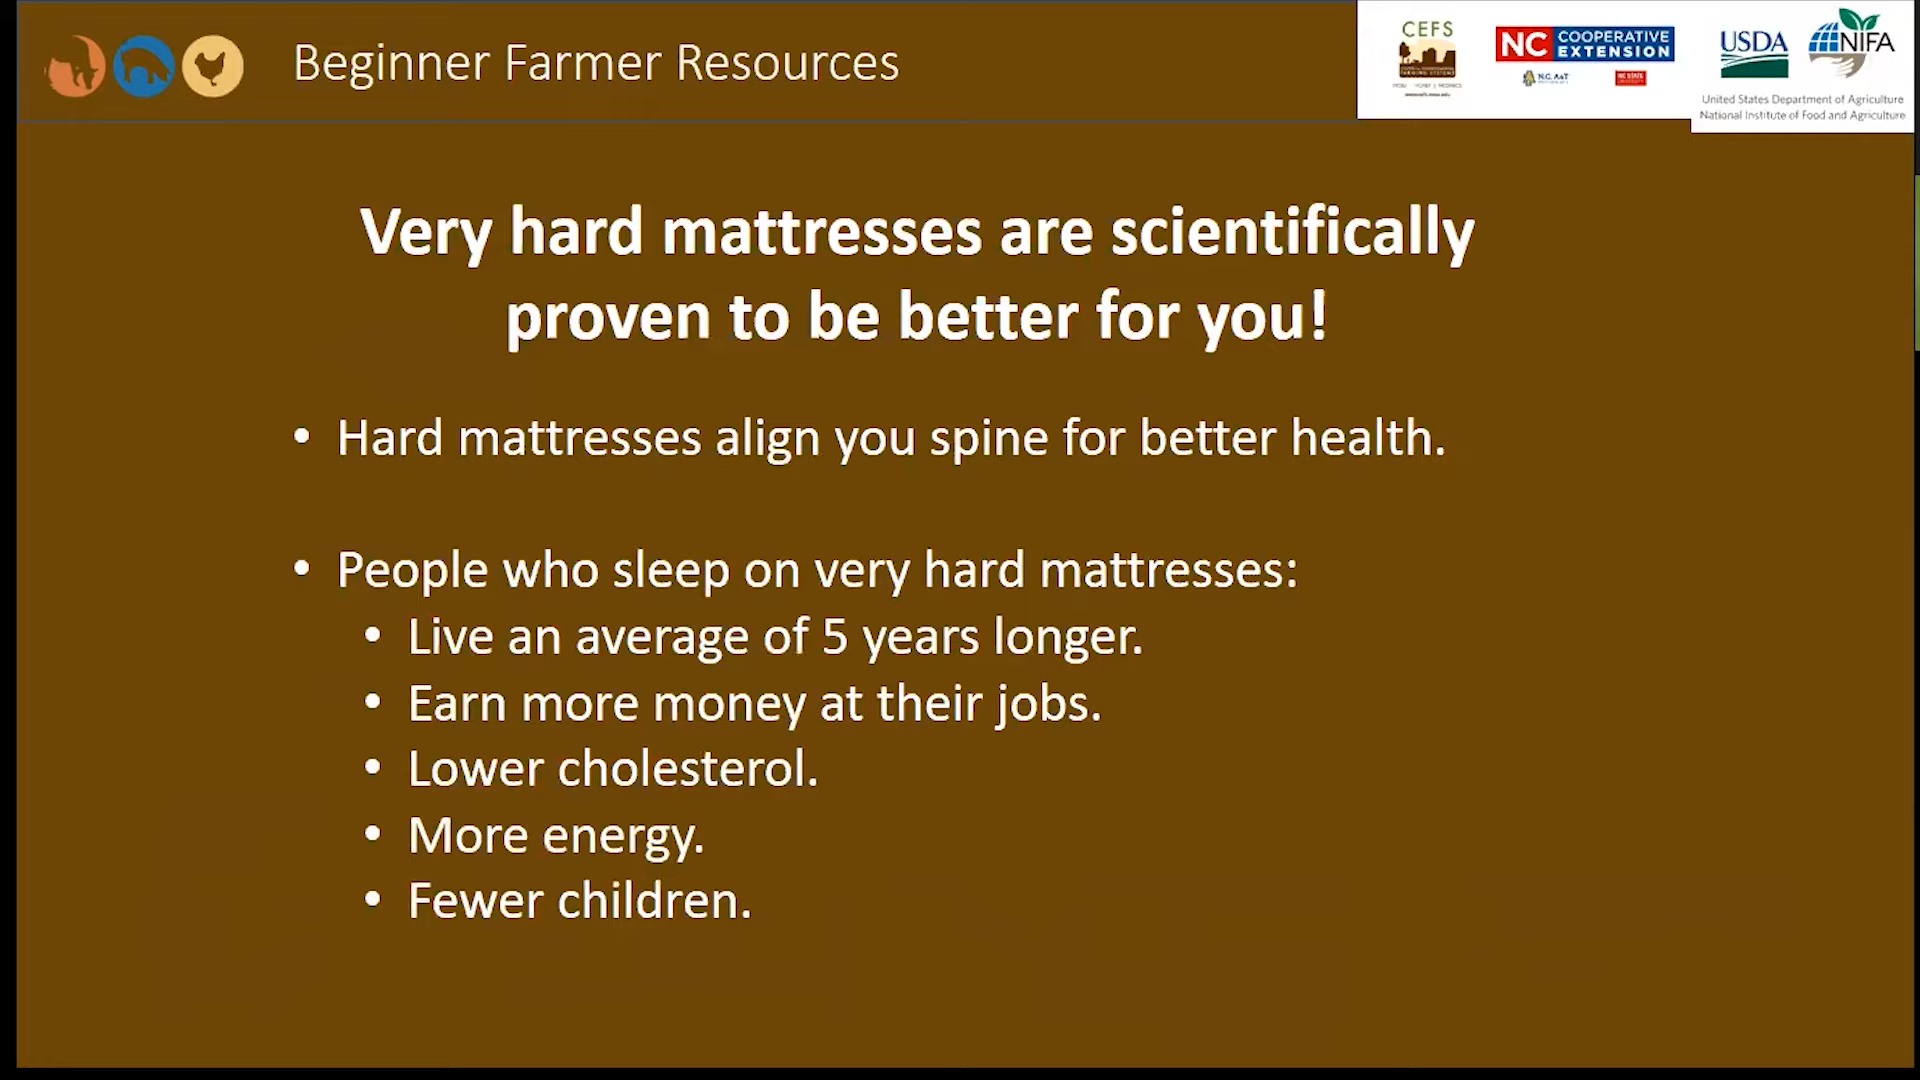 Beginner Farmer Resources
CEFS
NC COOPERATIVE
EXTENSION
N.C. A&T
NC STATE
USDA
NIFA
United States Department of Agriculture
National Institute of Food and Agriculture
Very hard mattresses are scientifically
proven to be better for you!
• Hard mattresses align you spine for better health.
• People who sleep on very hard mattresses:
• Live an average of 5 years longer.
• Earn more money at their jobs.
• Lower cholesterol.
• More energy.
• Fewer children.